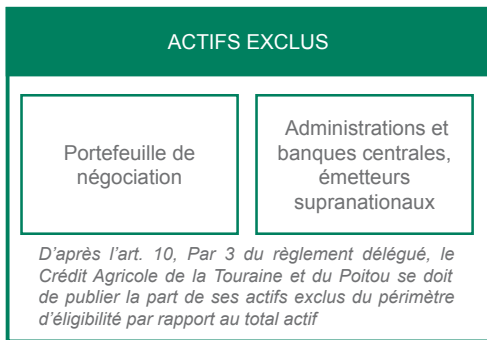 ACTIFS EXCLUS
Portefeuille de
négociation
Administrations et
banques centrales,
émetteurs
supranationaux
D'après l'art. 10, Par 3 du règlement délégué, le
Crédit Agricole de la Touraine et du Poitou se doit
de publier la part de ses actifs exclus du périmètre
d'éligibilité par rapport au total actif